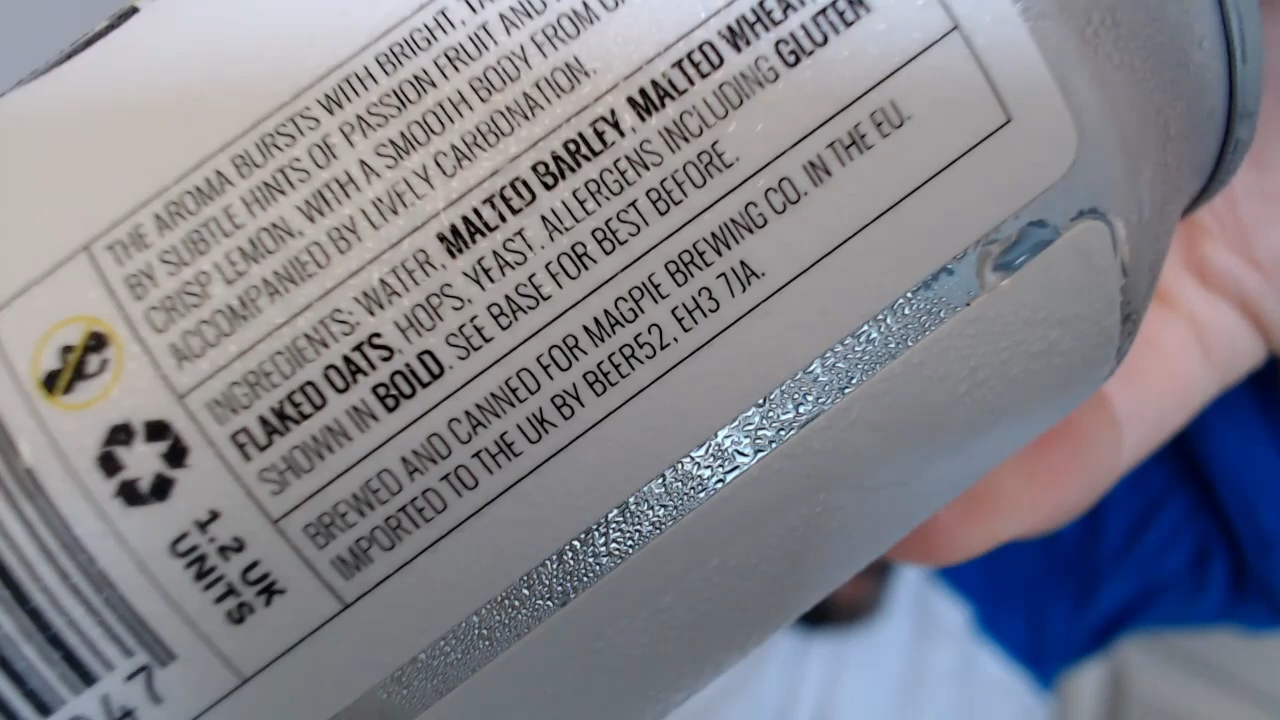 THE AROMA BURSTS WITH BRIGHT,
BY SUBTLE HINTS OF PASSION FRUIT AND
CRISP LEMON, WITH A SMOOTH BODY FROM
ACCOMPANIED BY LIVELY CARBONATION.
INGREDIENTS: WATER, MALTED BARLEY, MALTED WHEAT,
FLAKED OATS, HOPS, YEAST. ALLERGENS INCLUDING GLUTEN
SHOWN IN BOLD. SEE BASE FOR BEST BEFORE.
BREWED AND CANNED FOR MAGPIE BREWING CO. IN THE EU.
IMPORTED TO THE UK BY BEER52, EH3 7JA.
1.2 UK
UNITS
47